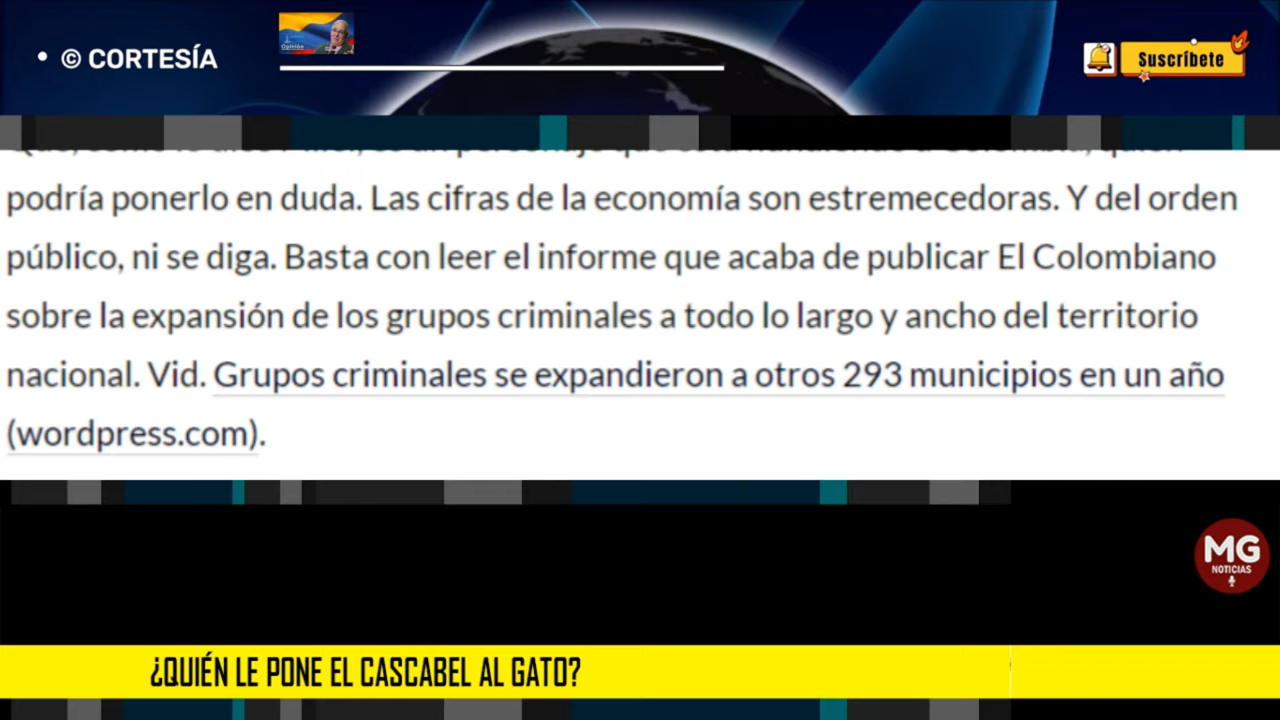 • © CORTESÍA
Opinión
Suscríbete
podría ponerlo en duda. Las cifras de la economía son estremecedoras. Y del orden
público, ni se diga. Basta con leer el informe que acaba de publicar El Colombiano
sobre la expansión de los grupos criminales a todo lo largo y ancho del territorio
nacional. Vid. Grupos criminales se expandieron a otros 293 municipios en un año
(wordpress.com).
MG
NOTICIAS
¿QUIÉN LE PONE EL CASCABEL AL GATO?